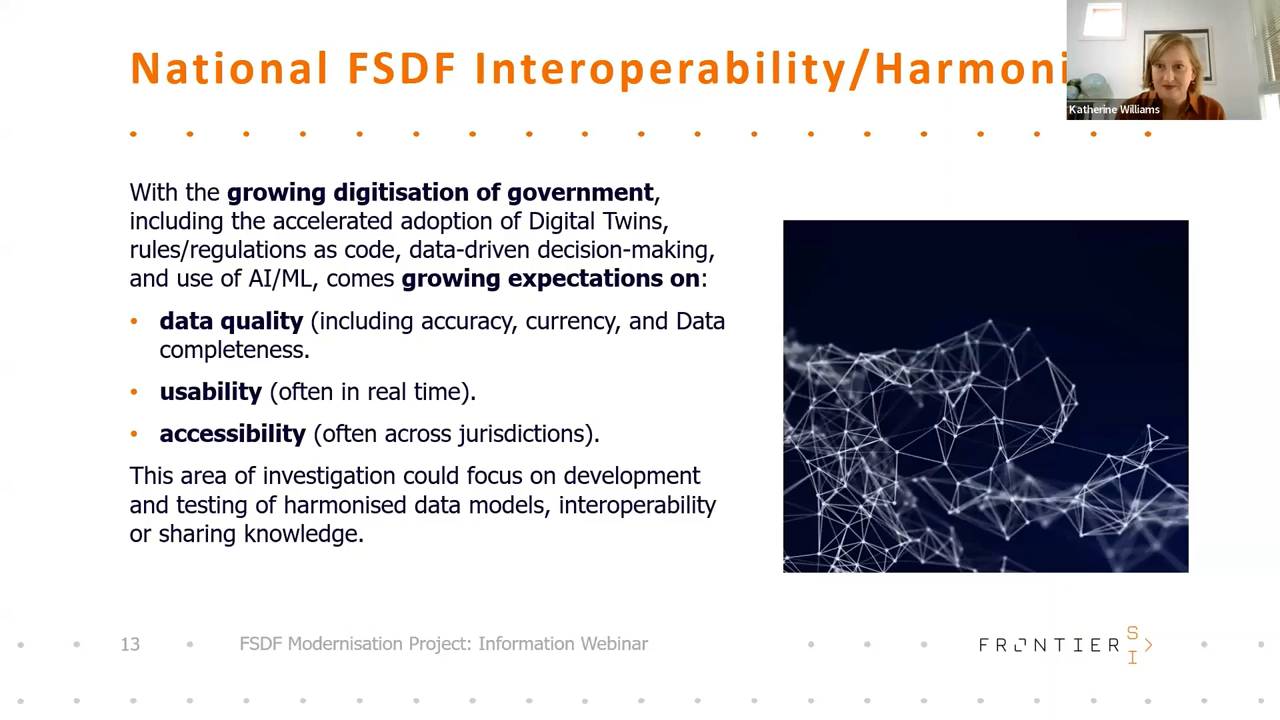 National FSDF Interoperability/Harmoni
Katherine Williams
With the growing digitisation of government,
including the accelerated adoption of Digital Twins,
rules/regulations as code, data-driven decision-making,
and use of AI/ML, comes growing expectations on:
• data quality (including accuracy, currency, and Data
completeness.
• usability (often in real time).
• accessibility (often across jurisdictions).
This area of investigation could focus on development
and testing of harmonised data models, interoperability
or sharing knowledge.
13
FSDF Modernisation Project: Information Webinar
FRONTIER SI